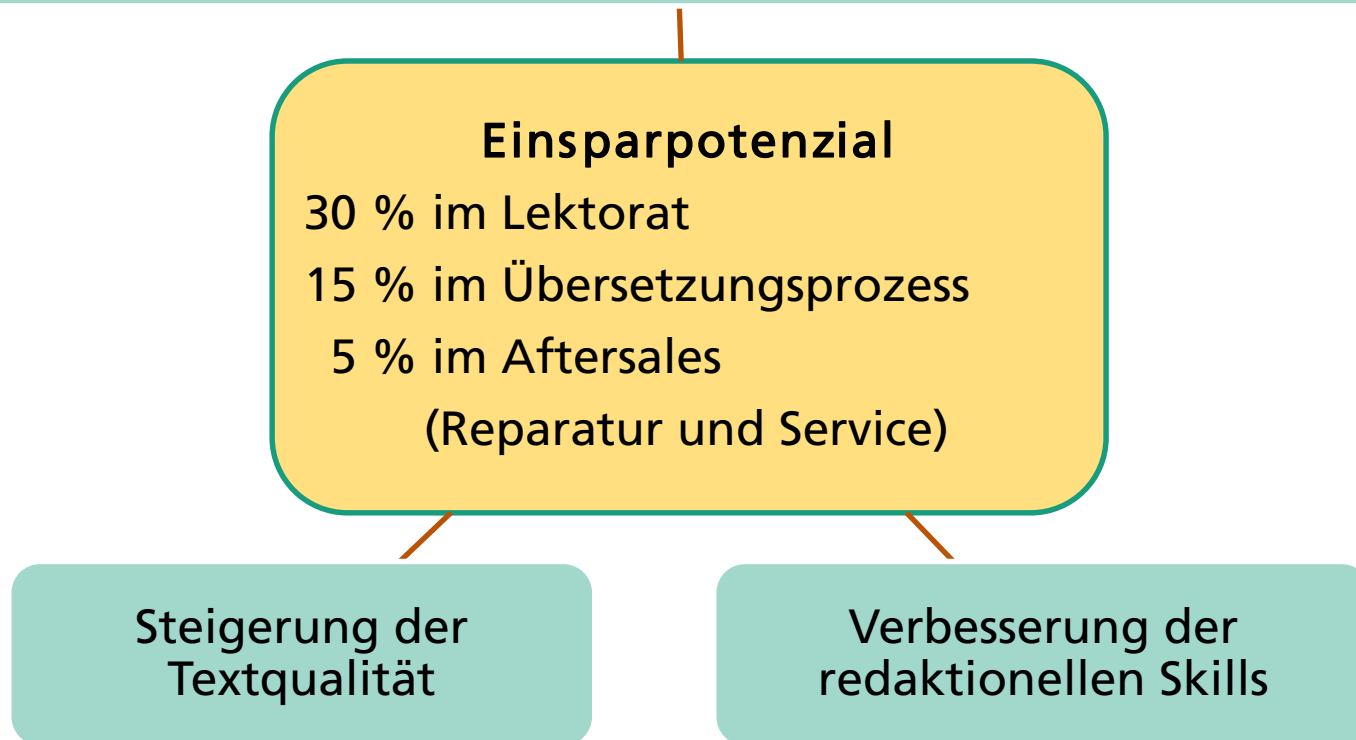 Einsparpotenzial
30 % im Lektorat
15 % im Übersetzungsprozess
5 % im Aftersales
(Reparatur und Service)
Steigerung der
Textqualität
Verbesserung der
redaktionellen Skills